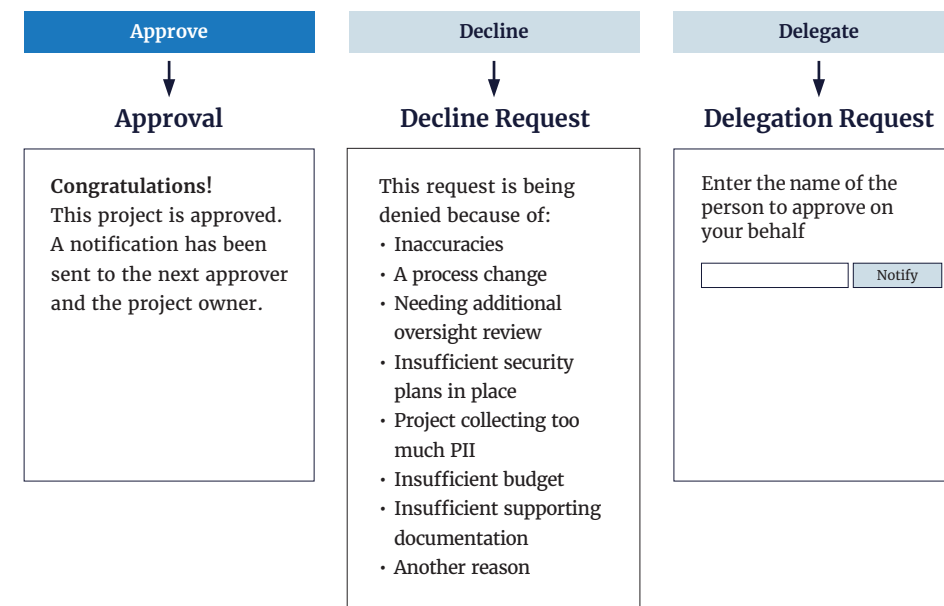 Approve
Approval
Congratulations!
This project is approved.
A notification has been
sent to the next approver
and the project owner.
Decline
Decline Request
This request is being
denied because of:
· Inaccuracies
· A process change
· Needing additional
oversight review
· Insufficient security
plans in place
· Project collecting too
much PII
· Insufficient budget
· Insufficient supporting
documentation
· Another reason
Delegate
Delegation Request
Enter the name of the
person to approve on
your behalf
Notify